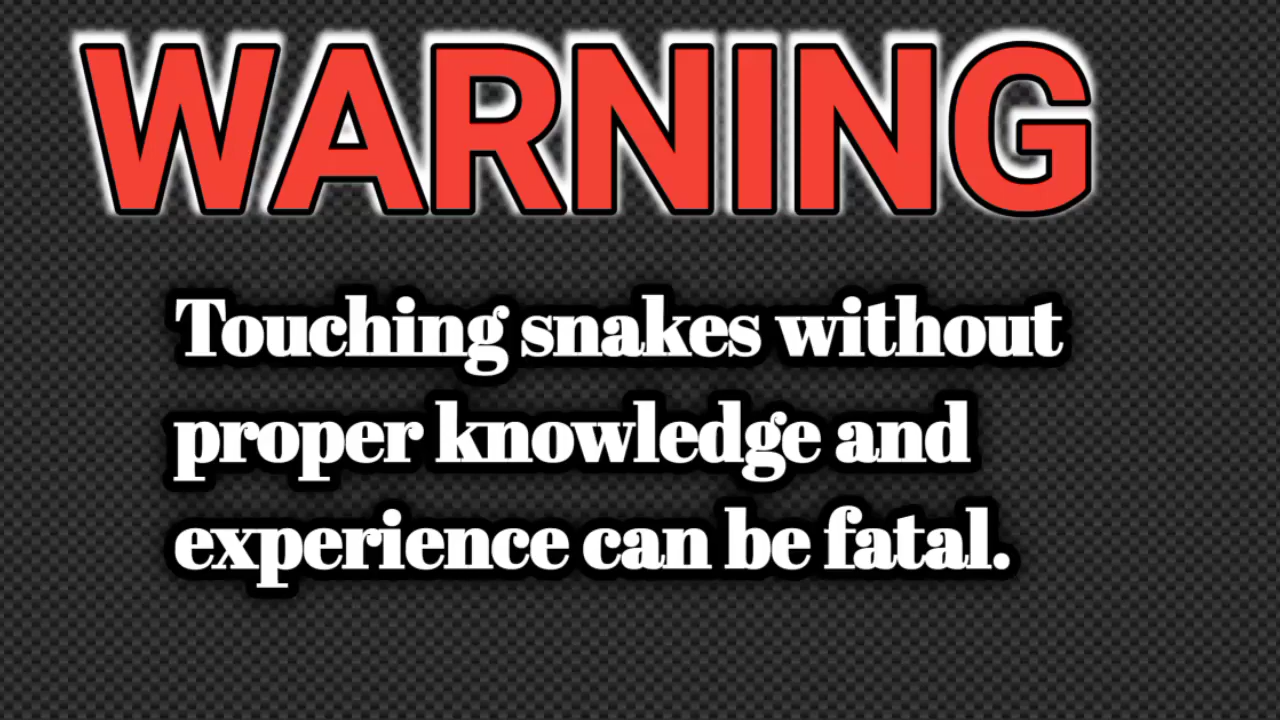 WARNING
Touching snakes without
proper knowledge and
experience can be fatal.